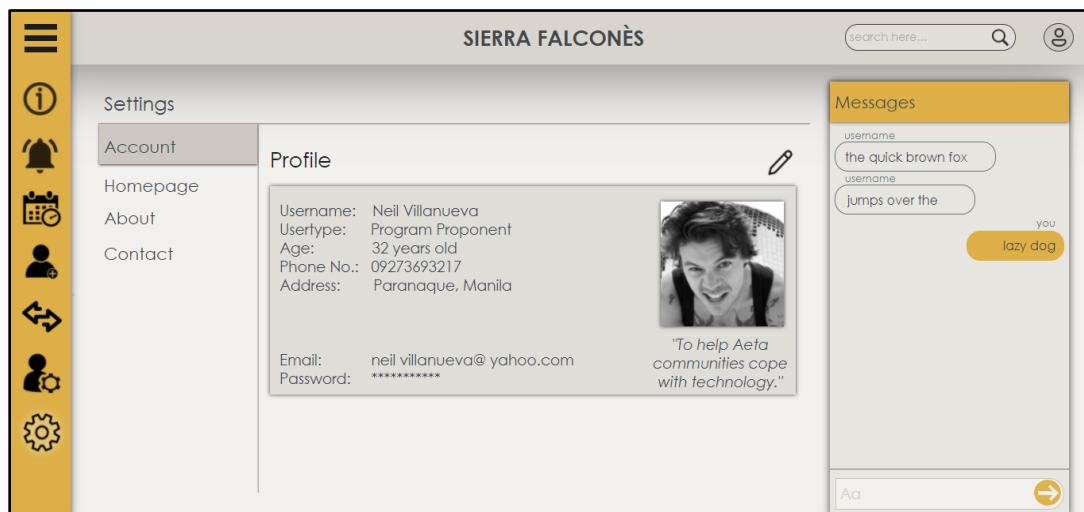 SIERRA FALCONÈS
search here...
Settings
Account
Homepage
About
Contact
Profile
Username: Neil Villanueva
Usertype: Program Proponent
Age: 32 years old
Phone No.: 09273693217
Address: Paranaque, Manila
Email: neil villanueva@ yahoo.com
Password: ***********
"To help Aeta
communities cope
with technology."
Messages
username
the quick brown fox
username
jumps over the
you
lazy dog
Aa